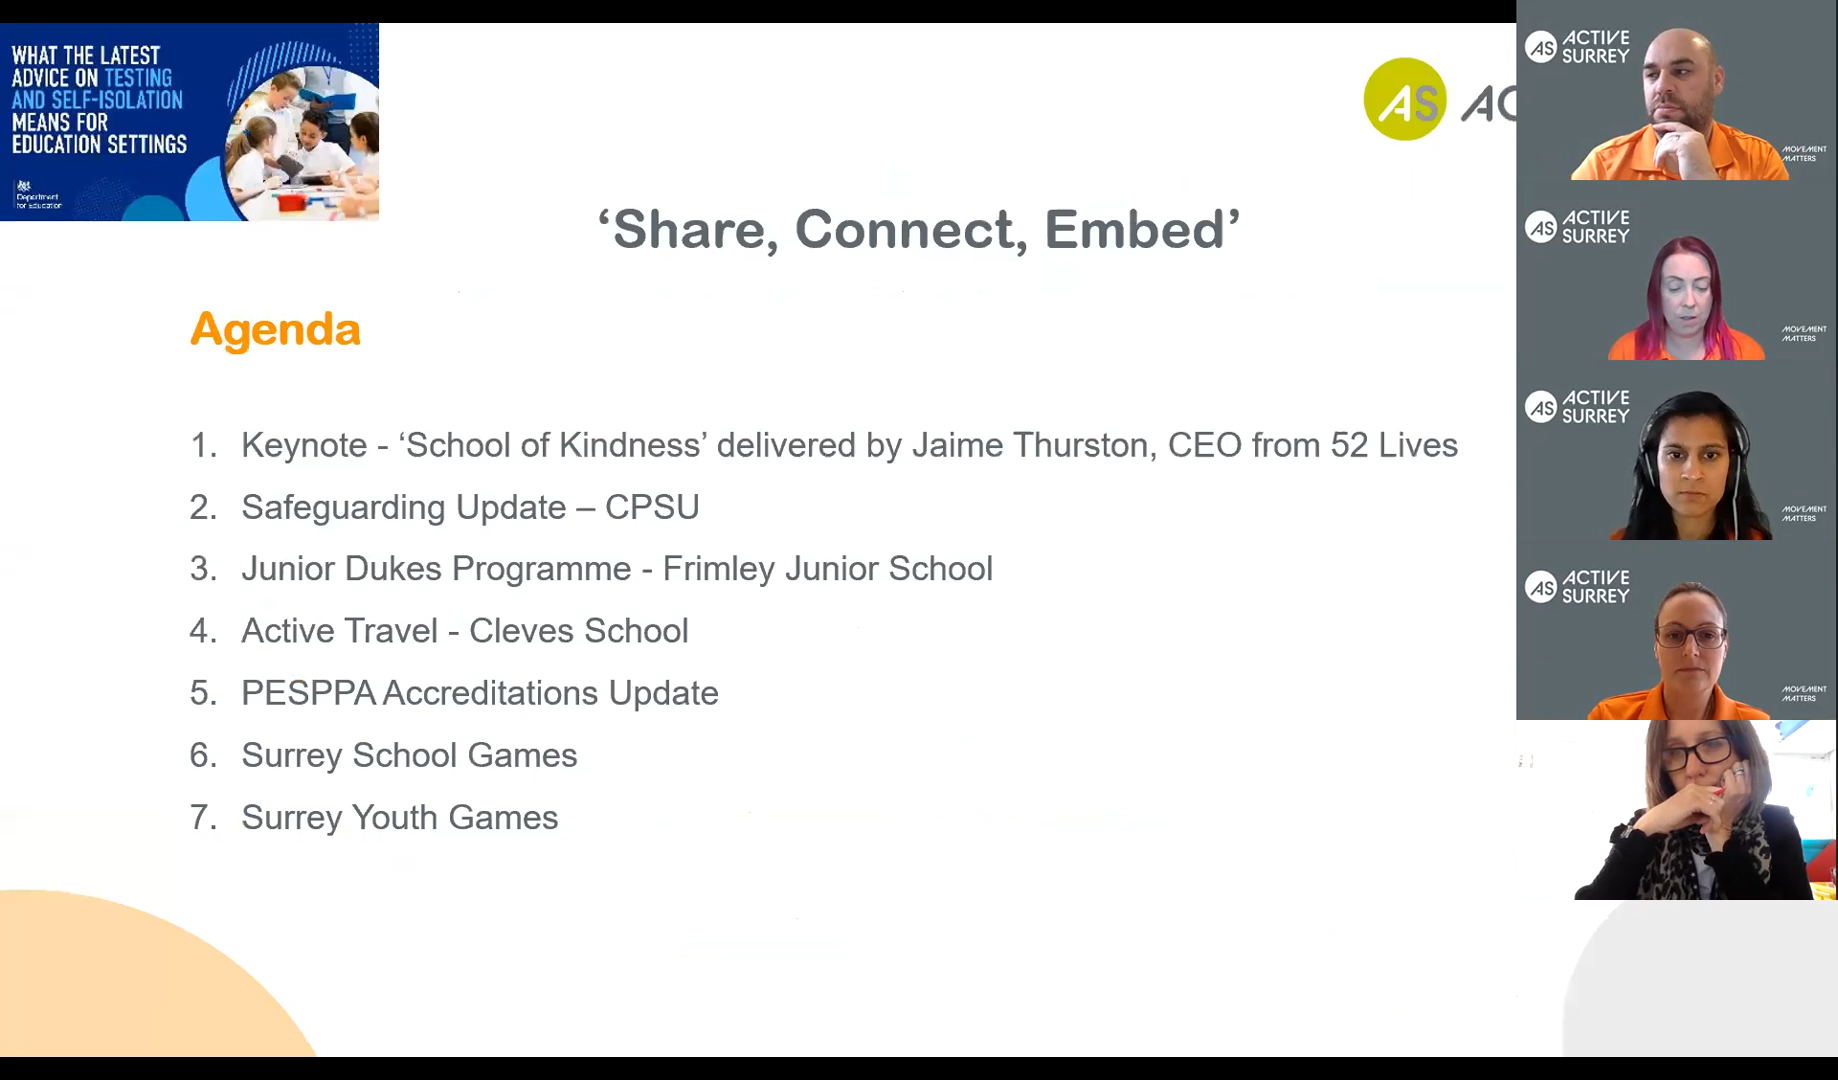 WHAT THE LATEST
ADVICE ON TESTING
AND SELF-ISOLATION
MEANS FOR
EDUCATION SETTINGS
Department
for Education
AS AC
‘Share, Connect, Embed’
Agenda
1. Keynote - ‘School of Kindness’ delivered by Jaime Thurston, CEO from 52 Lives
2. Safeguarding Update – CPSU
3. Junior Dukes Programme - Frimley Junior School
4. Active Travel - Cleves School
5. PESPPA Accreditations Update
6. Surrey School Games
7. Surrey Youth Games
AS ACTIVE
SURREY
MOVEMENT
MATTERS
AS ACTIVE
SURREY
MOVEMENT
MATTERS
AS ACTIVE
SURREY
MOVEMENT
MATTERS
AS ACTIVE
SURREY
MOVEMENT
MATTERS